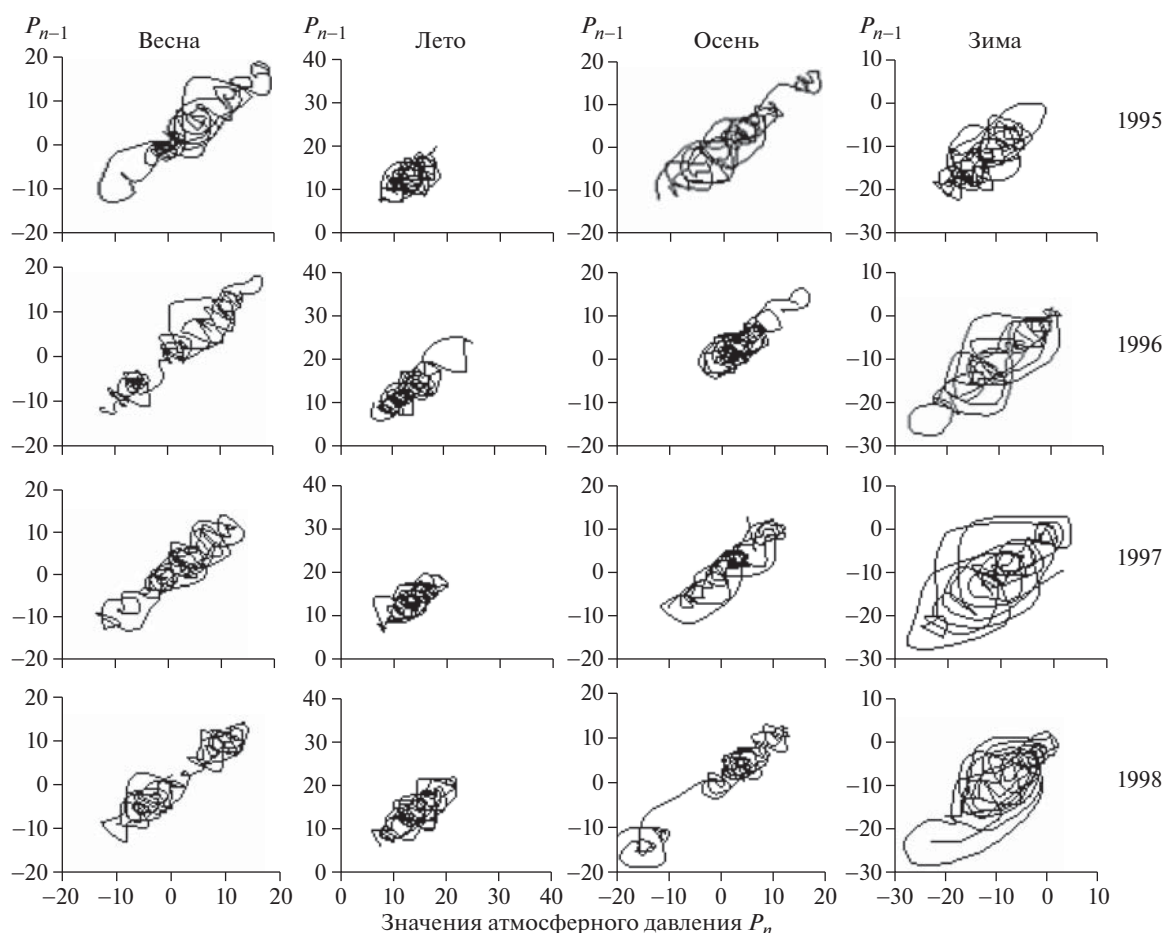 P_{n–1} P_{n–1} P_{n–1} P_{n–1}
Весна Лето Осень Зима
20 40 20 10
10 30 10 0
0 20 0 –10
–10 10 –10 –20
–20 0 –20 –30
1995
20 40 20 10
10 30 10 0
0 20 0 –10
–10 10 –10 –20
–20 0 –20 –30
1996
20 40 20 10
10 30 10 0
0 20 0 –10
–10 10 –10 –20
–20 0 –20 –30
1997
20 40 20 10
10 30 10 0
0 20 0 –10
–10 10 –10 –20
–20 0 –20 –30
1998
–20 –10 0 10 20 0 10 20 30 40 –20 –10 0 10 20 –30 –20 –10 0 10
Значения атмосферного давления P_n